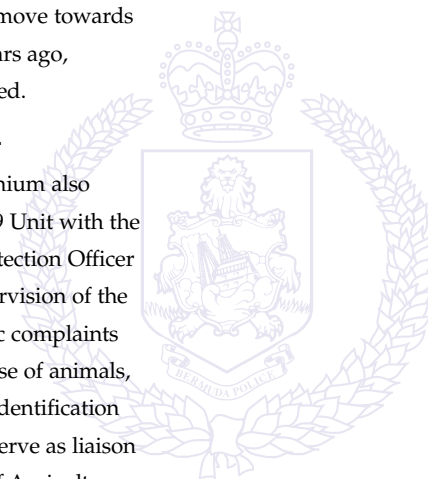 move towards
ars ago,
ed.
nium also
9 Unit with the
tection Officer
rvision of the
c complaints
se of animals,
dentification
erve as liaison
BERMUDA POLICE